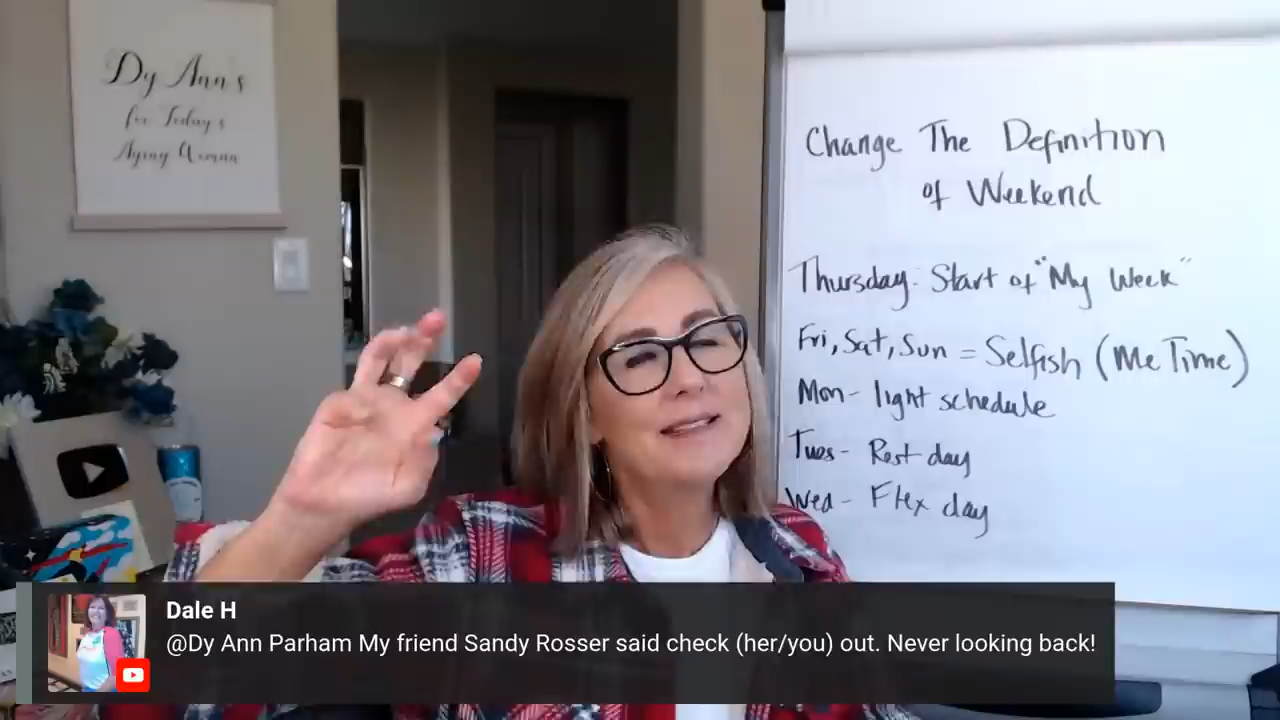 Dy Ann's
for Today's
Aging Woman
Change The Definition
of Weekend
Thursday: Start of "My Week"
Fri, Sat, Sun = Selfish (Me Time)
Mon - light schedule
Tues - Rest day
Wed - Flex day
Dale H
@Dy Ann Parham My friend Sandy Rosser said check (her/you) out. Never looking back!